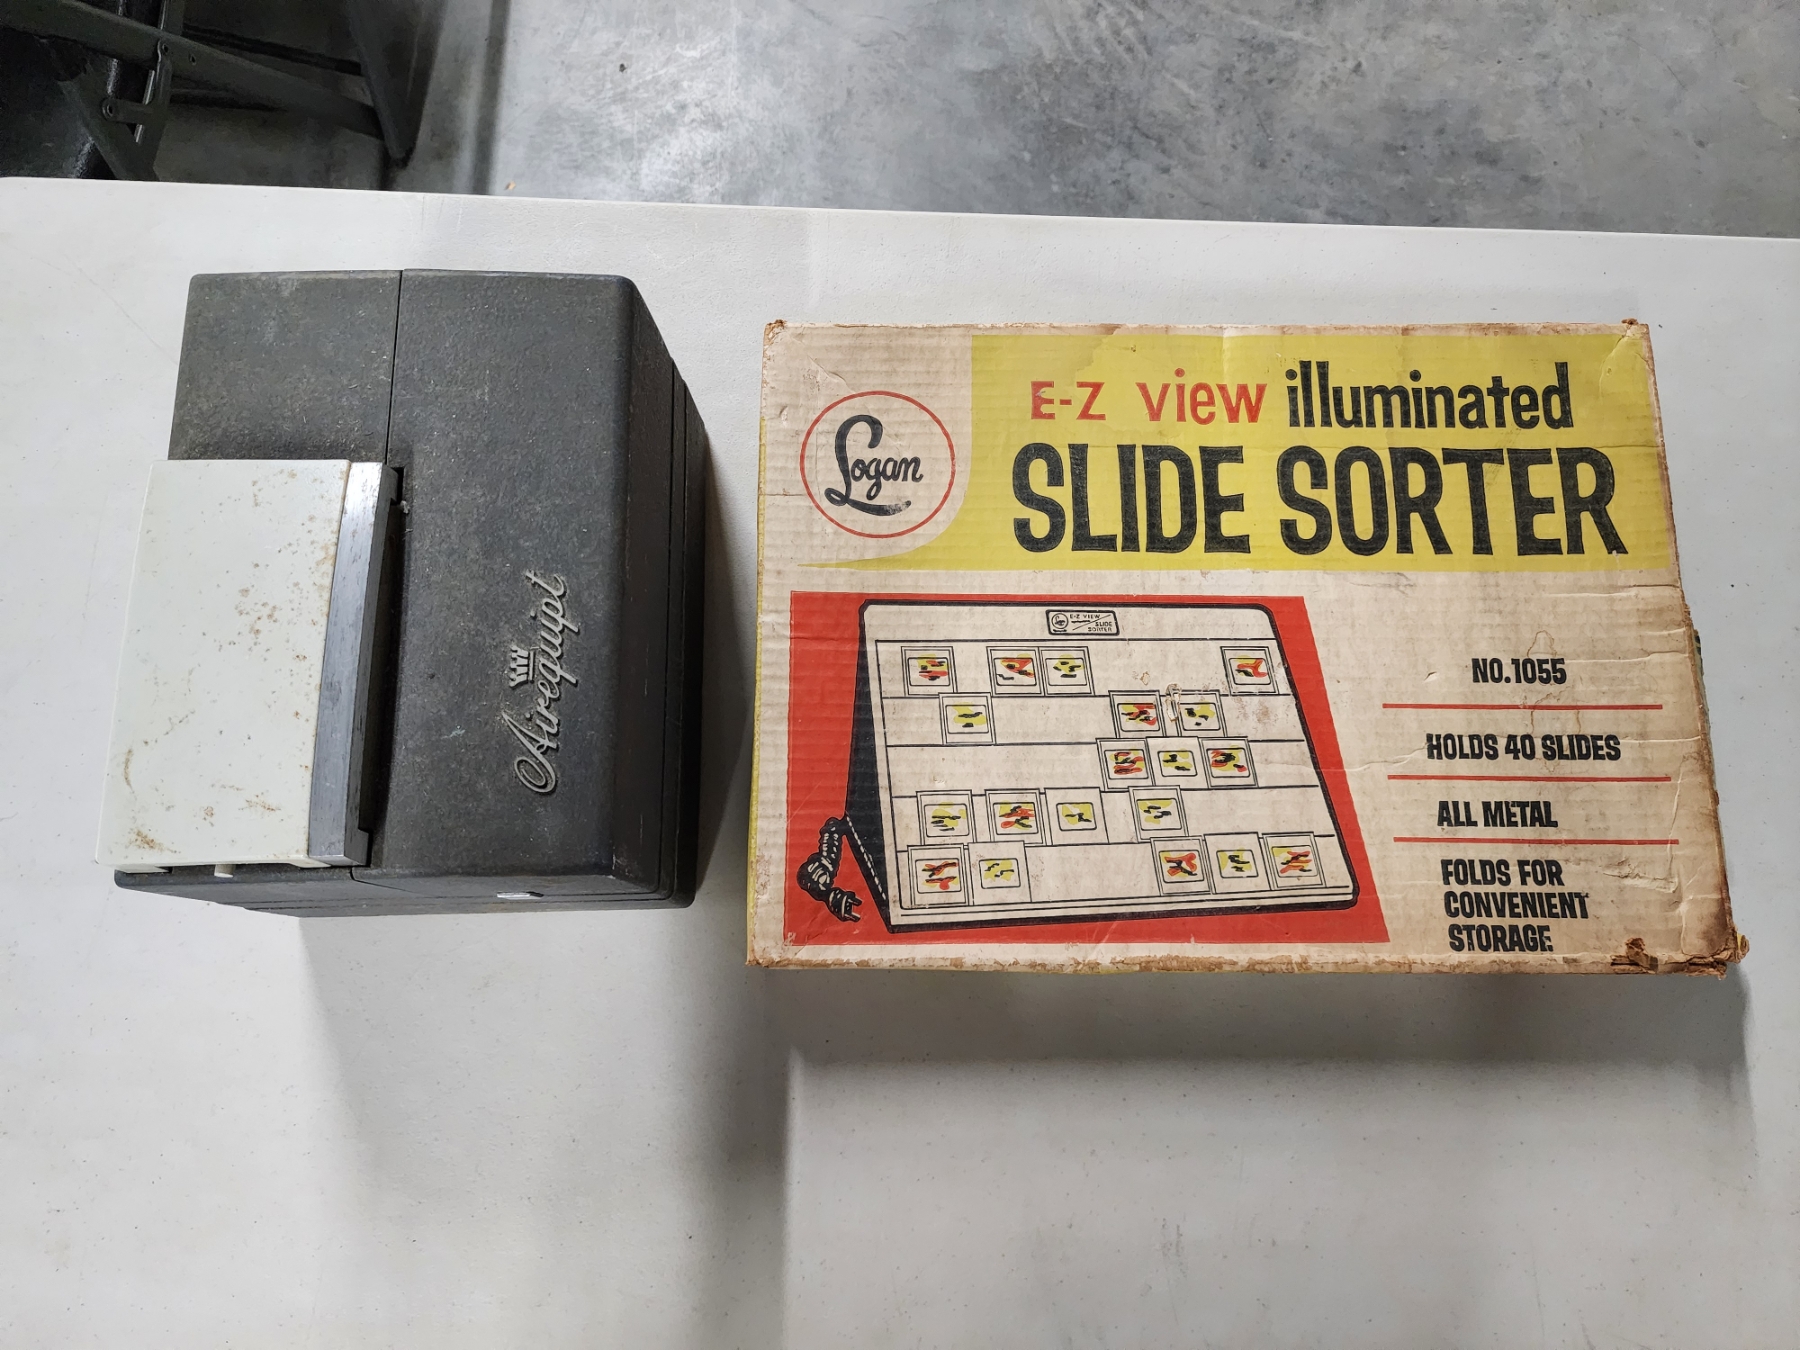 Airequipt
Logan
E-Z view illuminated
SLIDE SORTER
E-Z VIEW
SLIDE
SORTER
NO.1055
HOLDS 40 SLIDES
ALL METAL
FOLDS FOR
CONVENIENT
STORAGE